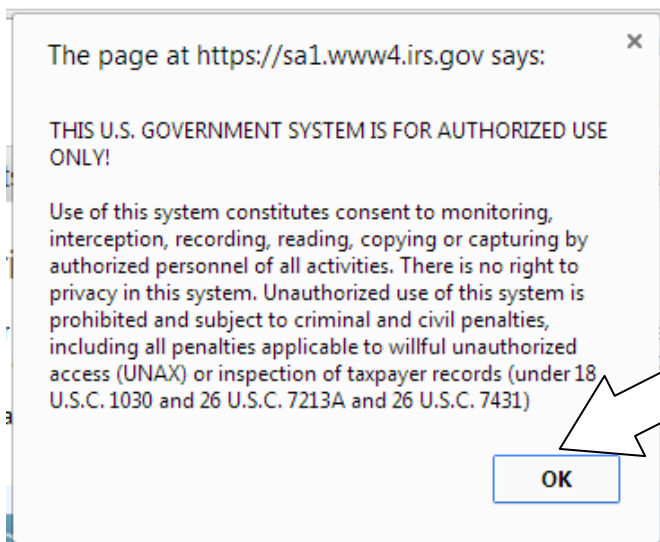 The page at https://sa1.www4.irs.gov says:
THIS U.S. GOVERNMENT SYSTEM IS FOR AUTHORIZED USE
ONLY!
Use of this system constitutes consent to monitoring,
interception, recording, reading, copying or capturing by
authorized personnel of all activities. There is no right to
privacy in this system. Unauthorized use of this system is
prohibited and subject to criminal and civil penalties,
including all penalties applicable to willful unauthorized
access (UNAX) or inspection of taxpayer records (under 18
U.S.C. 1030 and 26 U.S.C. 7213A and 26 U.S.C. 7431)
OK